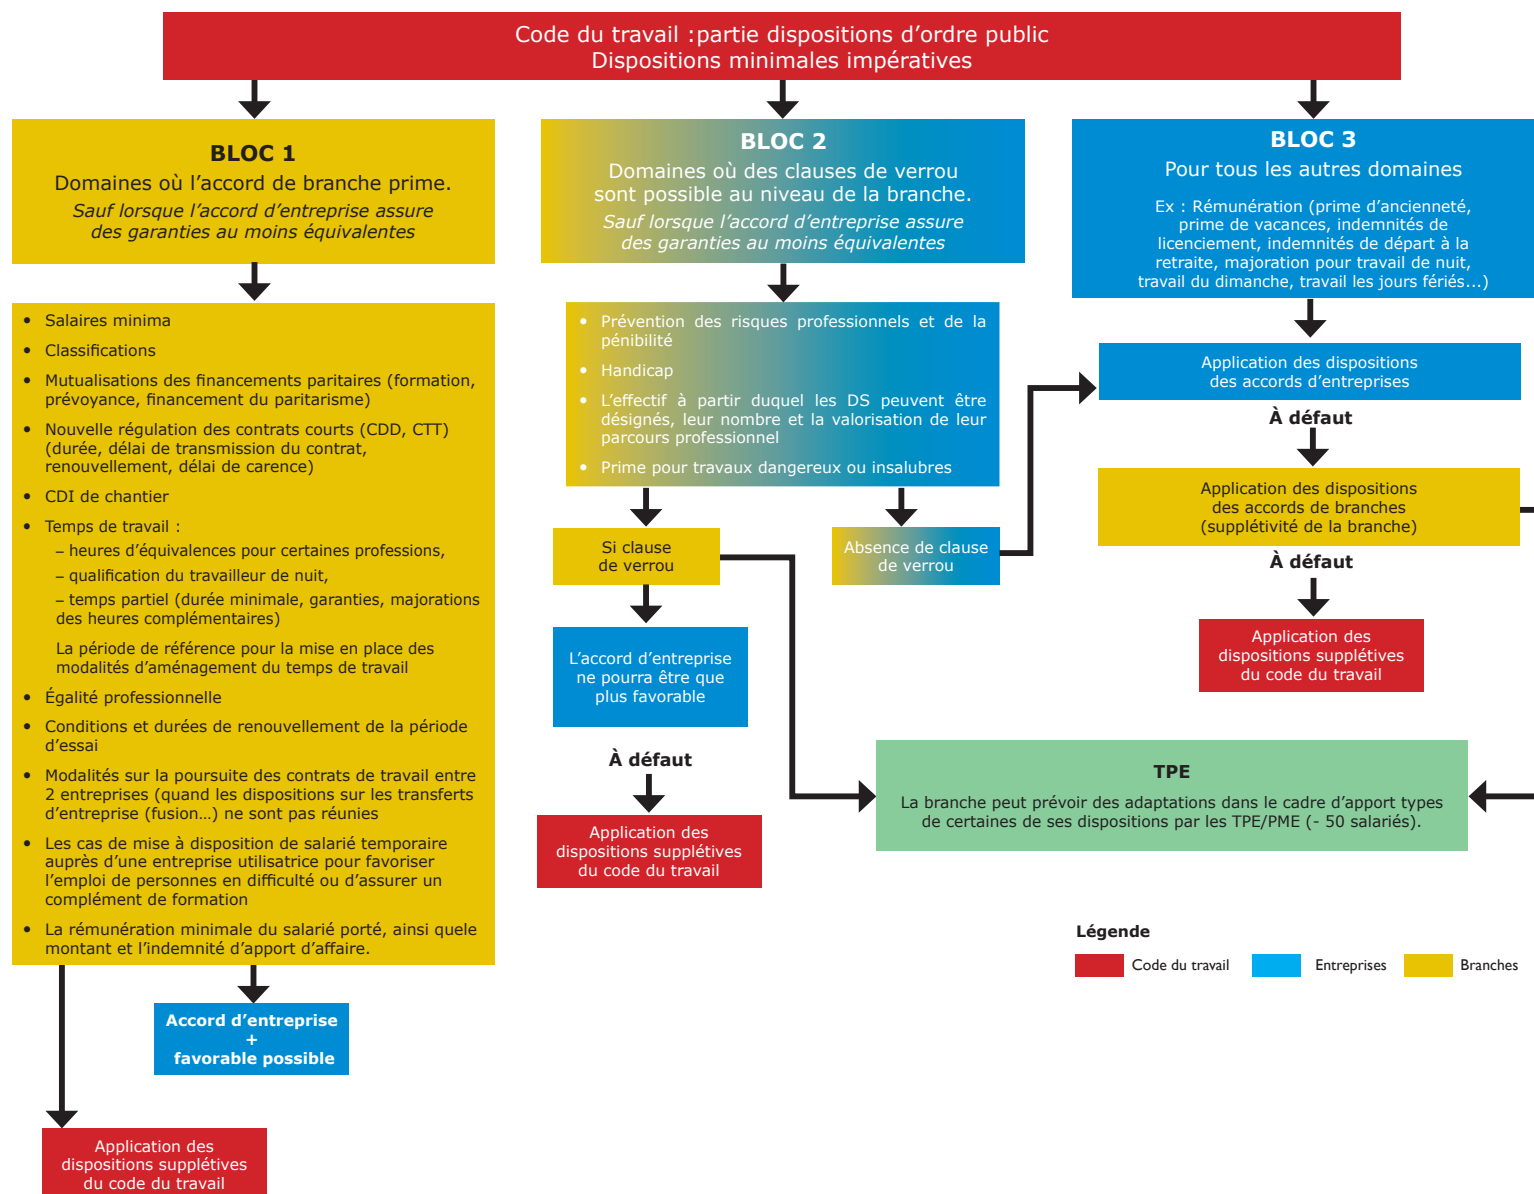 Code du travail :partie dispositions d’ordre public
Dispositions minimales impératives
BLOC 1
Domaines où l’accord de branche prime.
Sauf lorsque l’accord d’entreprise assure
des garanties au moins équivalentes
• Salaires minima
• Classifications
• Mutualisations des financements paritaires (formation,
prévoyance, financement du paritarisme)
• Nouvelle régulation des contrats courts (CDD, CTT)
(durée, délai de transmission du contrat,
renouvellement, délai de carence)
• CDI de chantier
• Temps de travail :
– heures d’équivalences pour certaines professions,
– qualification du travailleur de nuit,
– temps partiel (durée minimale, garanties, majorations
des heures complémentaires)
La période de référence pour la mise en place des
modalités d’aménagement du temps de travail
• Égalité professionnelle
• Conditions et durées de renouvellement de la période
d’essai
• Modalités sur la poursuite des contrats de travail entre
2 entreprises (quand les dispositions sur les transferts
d’entreprise (fusion…) ne sont pas réunies
• Les cas de mise à disposition de salarié temporaire
auprès d’une entreprise utilisatrice pour favoriser
l’emploi de personnes en difficulté ou d’assurer un
complément de formation
• La rémunération minimale du salarié porté, ainsi quele
montant et l’indemnité d’apport d’affaire.
Accord d’entreprise
+
favorable possible
Application des
dispositions supplétives
du code du travail
BLOC 2
Domaines où des clauses de verrou
sont possible au niveau de la branche.
Sauf lorsque l’accord d’entreprise assure
des garanties au moins équivalentes
• Prévention des risques professionnels et de la
pénibilité
• Handicap
• L’effectif à partir duquel les DS peuvent être
désignés, leur nombre et la valorisation de leur
parcours professionnel
• Prime pour travaux dangereux ou insalubres
Si clause
de verrou
Absence de clause
de verrou
L’accord d’entreprise
ne pourra être que
plus favorable
À défaut
Application des
dispositions supplétives
du code du travail
BLOC 3
Pour tous les autres domaines
Ex : Rémunération (prime d’ancienneté,
prime de vacances, indemnités de
licenciement, indemnités de départ à la
retraite, majoration pour travail de nuit,
travail du dimanche, travail les jours fériés…)
Application des dispositions
des accords d’entreprises
À défaut
Application des dispositions
des accords de branches
(supplétivité de la branche)
À défaut
Application des
dispositions supplétives
du code du travail
TPE
La branche peut prévoir des adaptations dans le cadre d’apport types
de certaines de ses dispositions par les TPE/PME (- 50 salariés).
Légende
Code du travail
Entreprises
Branches